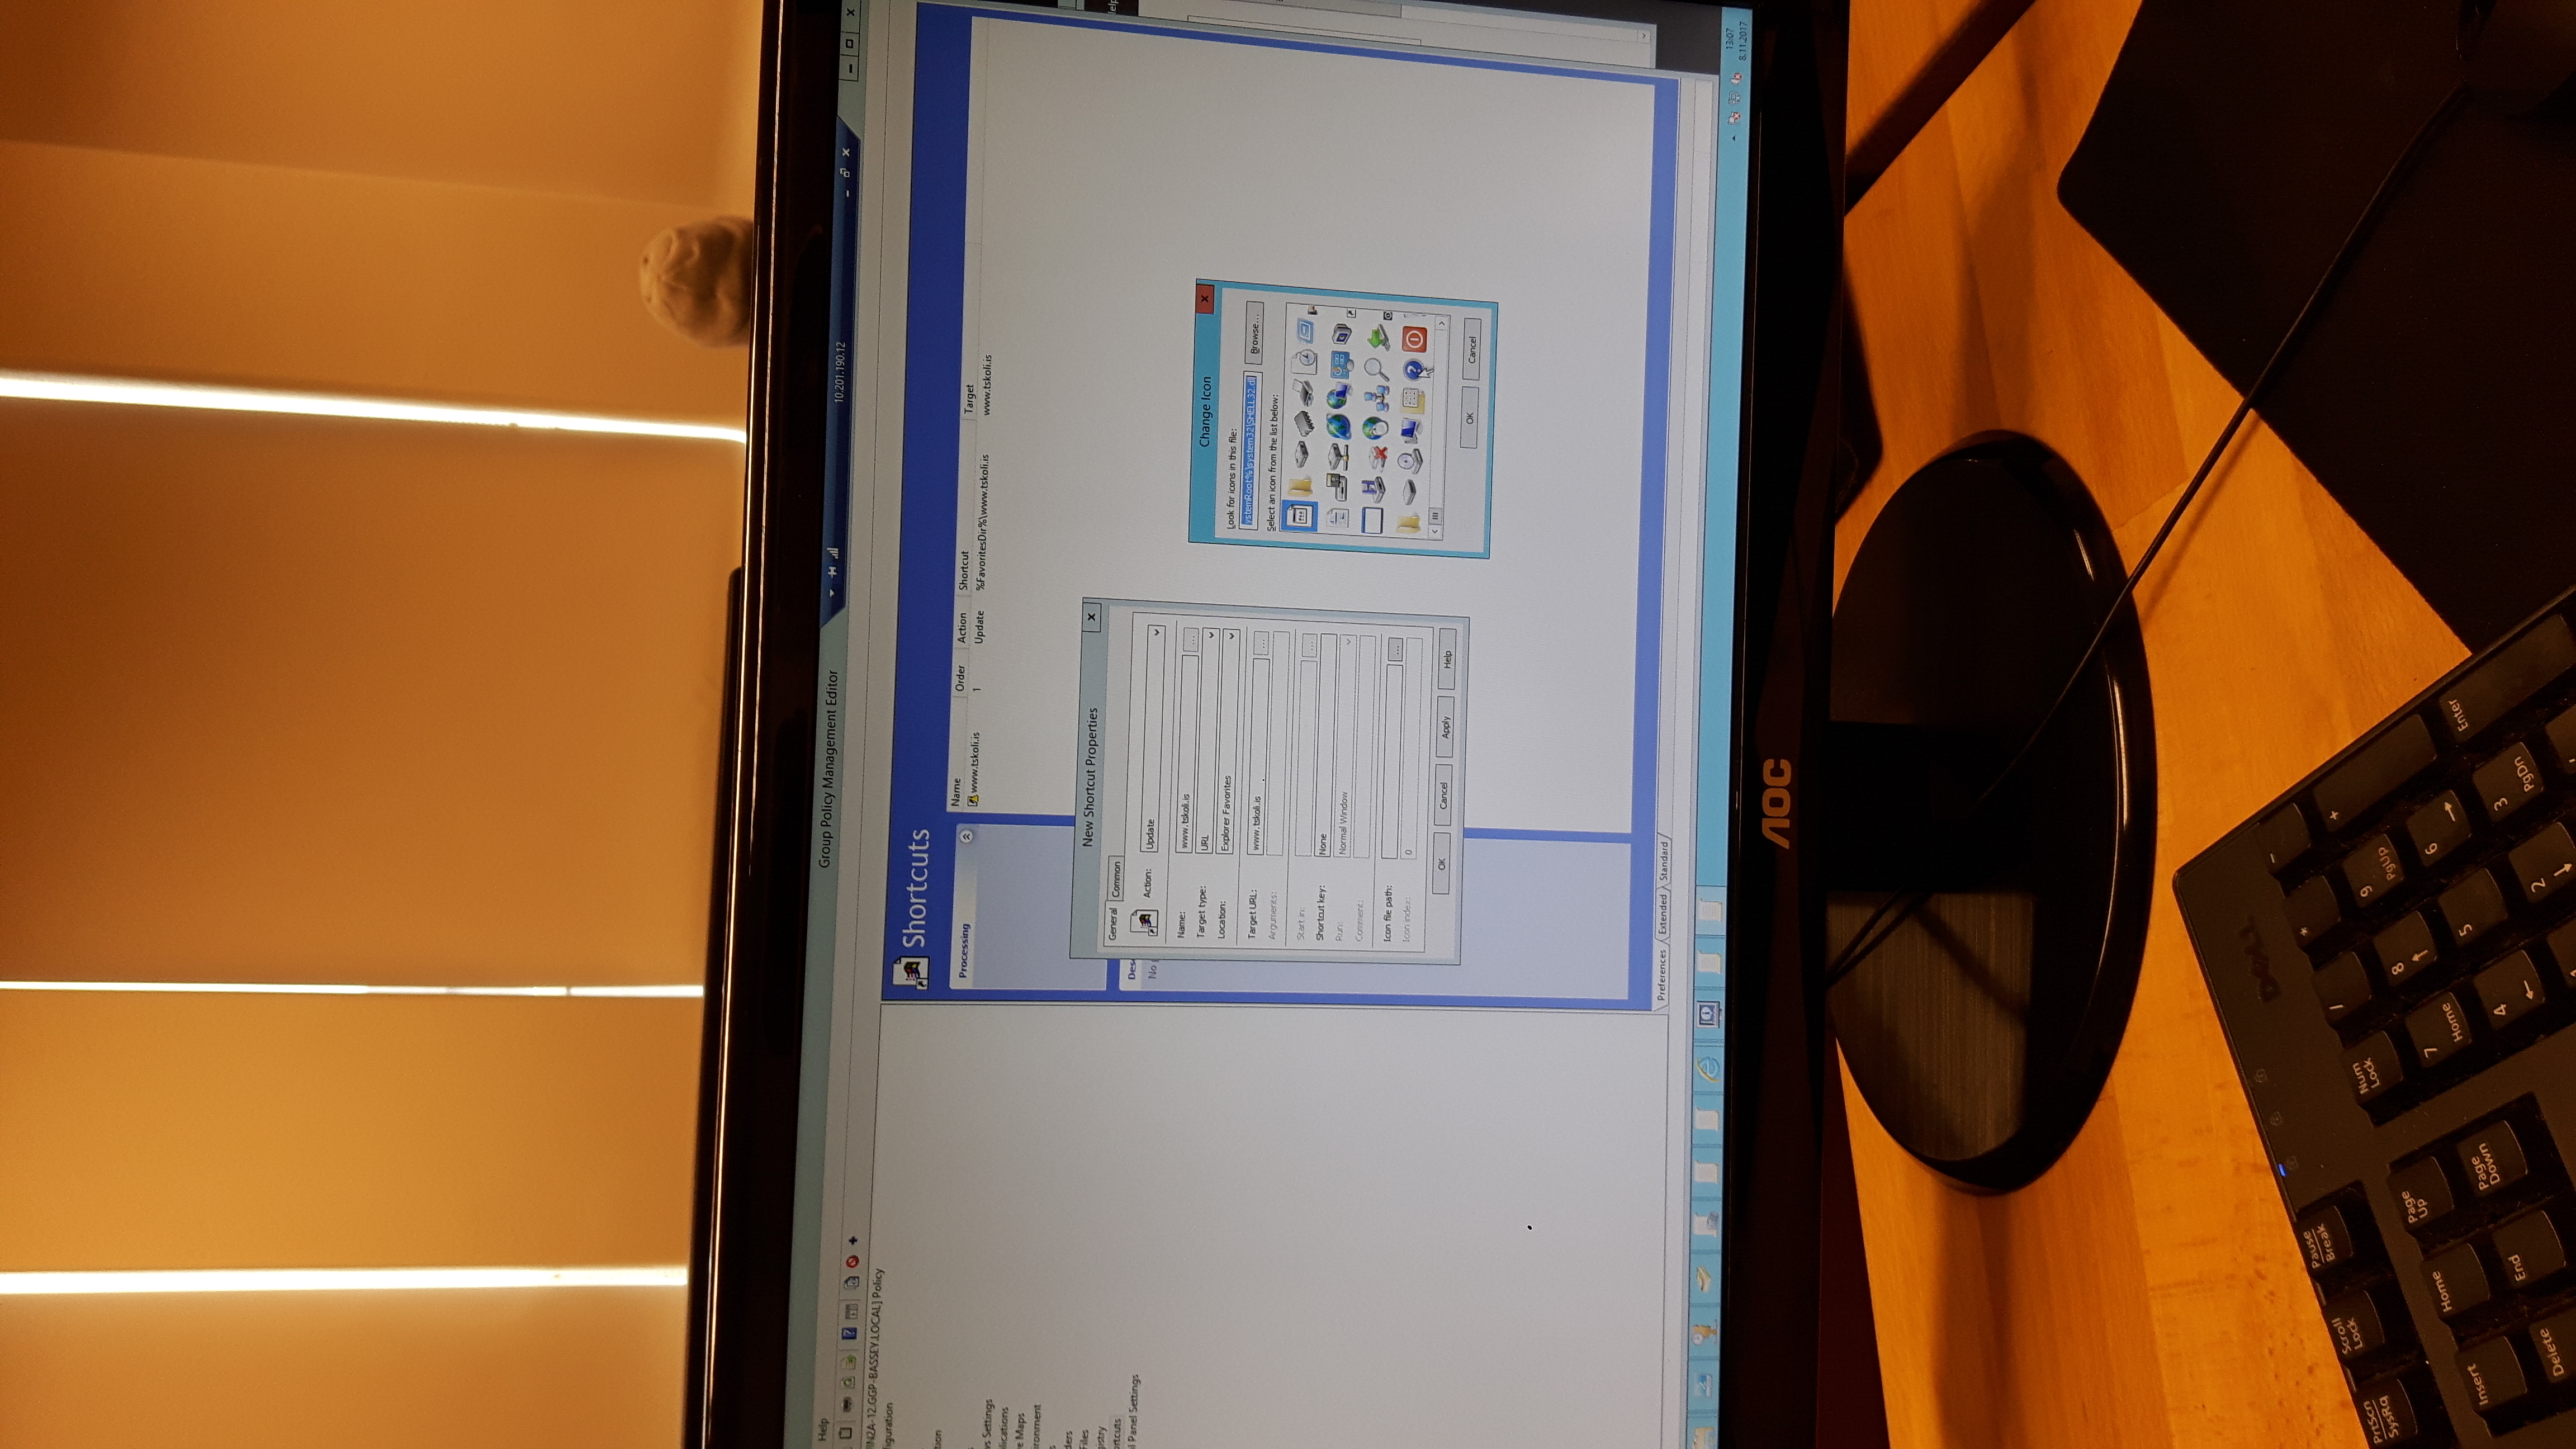 Help
Group Policy Management Editor
10.201.190.12
IN2A-12.GGP-BASSEY.LOCAL] Policy
figuration
tion
s
vs Settings
lications
e Maps
ironment
s
ders
Files
gistry
ortcuts
l Panel Settings
Shortcuts
Processing
Name Order Action Shortcut Target
www.tskoli.is 1 Update %FavoritesDir%\www.tskoli.is www.tskoli.is
Des
No
New Shortcut Properties
General Common
Action: Update
Name: www.tskoli.is ...
Target type: URL
Location: Explorer Favorites
Target URL: www.tskoli.is ...
Arguments:
Start in: ...
Shortcut key: None
Run: Normal Window
Comment:
Icon file path: ...
Icon index: 0
OK Cancel Apply Help
Change Icon
Look for icons in this file:
ystemRoot%\system32\SHELL32.dl
Browse...
Select an icon from the list below:
OK Cancel
Preferences Extended Standard
13:07
8.11.2017
AOC
DELL
PrtScn
SysRq
Scroll
Lock
Pause
Break
Insert
Home
Page
Up
Delete
End
Page
Down
Num
Lock
/
*
-
7
Home
8
9
PgUp
+
4
5
6
1
2
3
PgDn
Enter